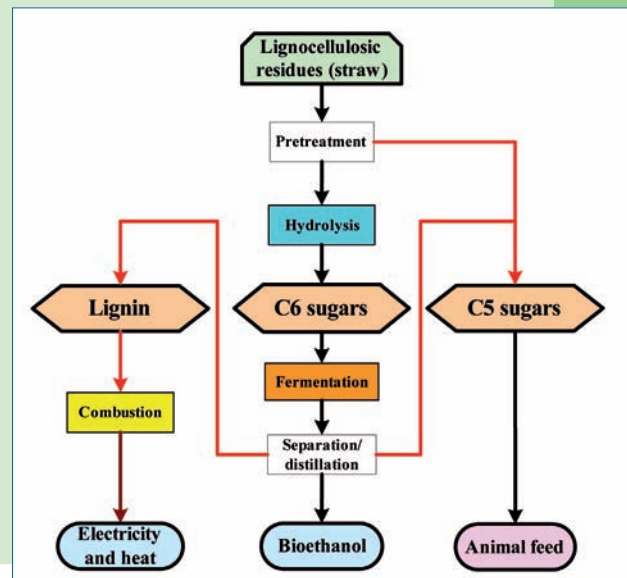 Lignocellulosic
residues (straw)
Pretreatment
Hydrolysis
Lignin
C6 sugars
C5 sugars
Fermentation
Combustion
Separation/
distillation
Electricity
and heat
Bioethanol
Animal feed